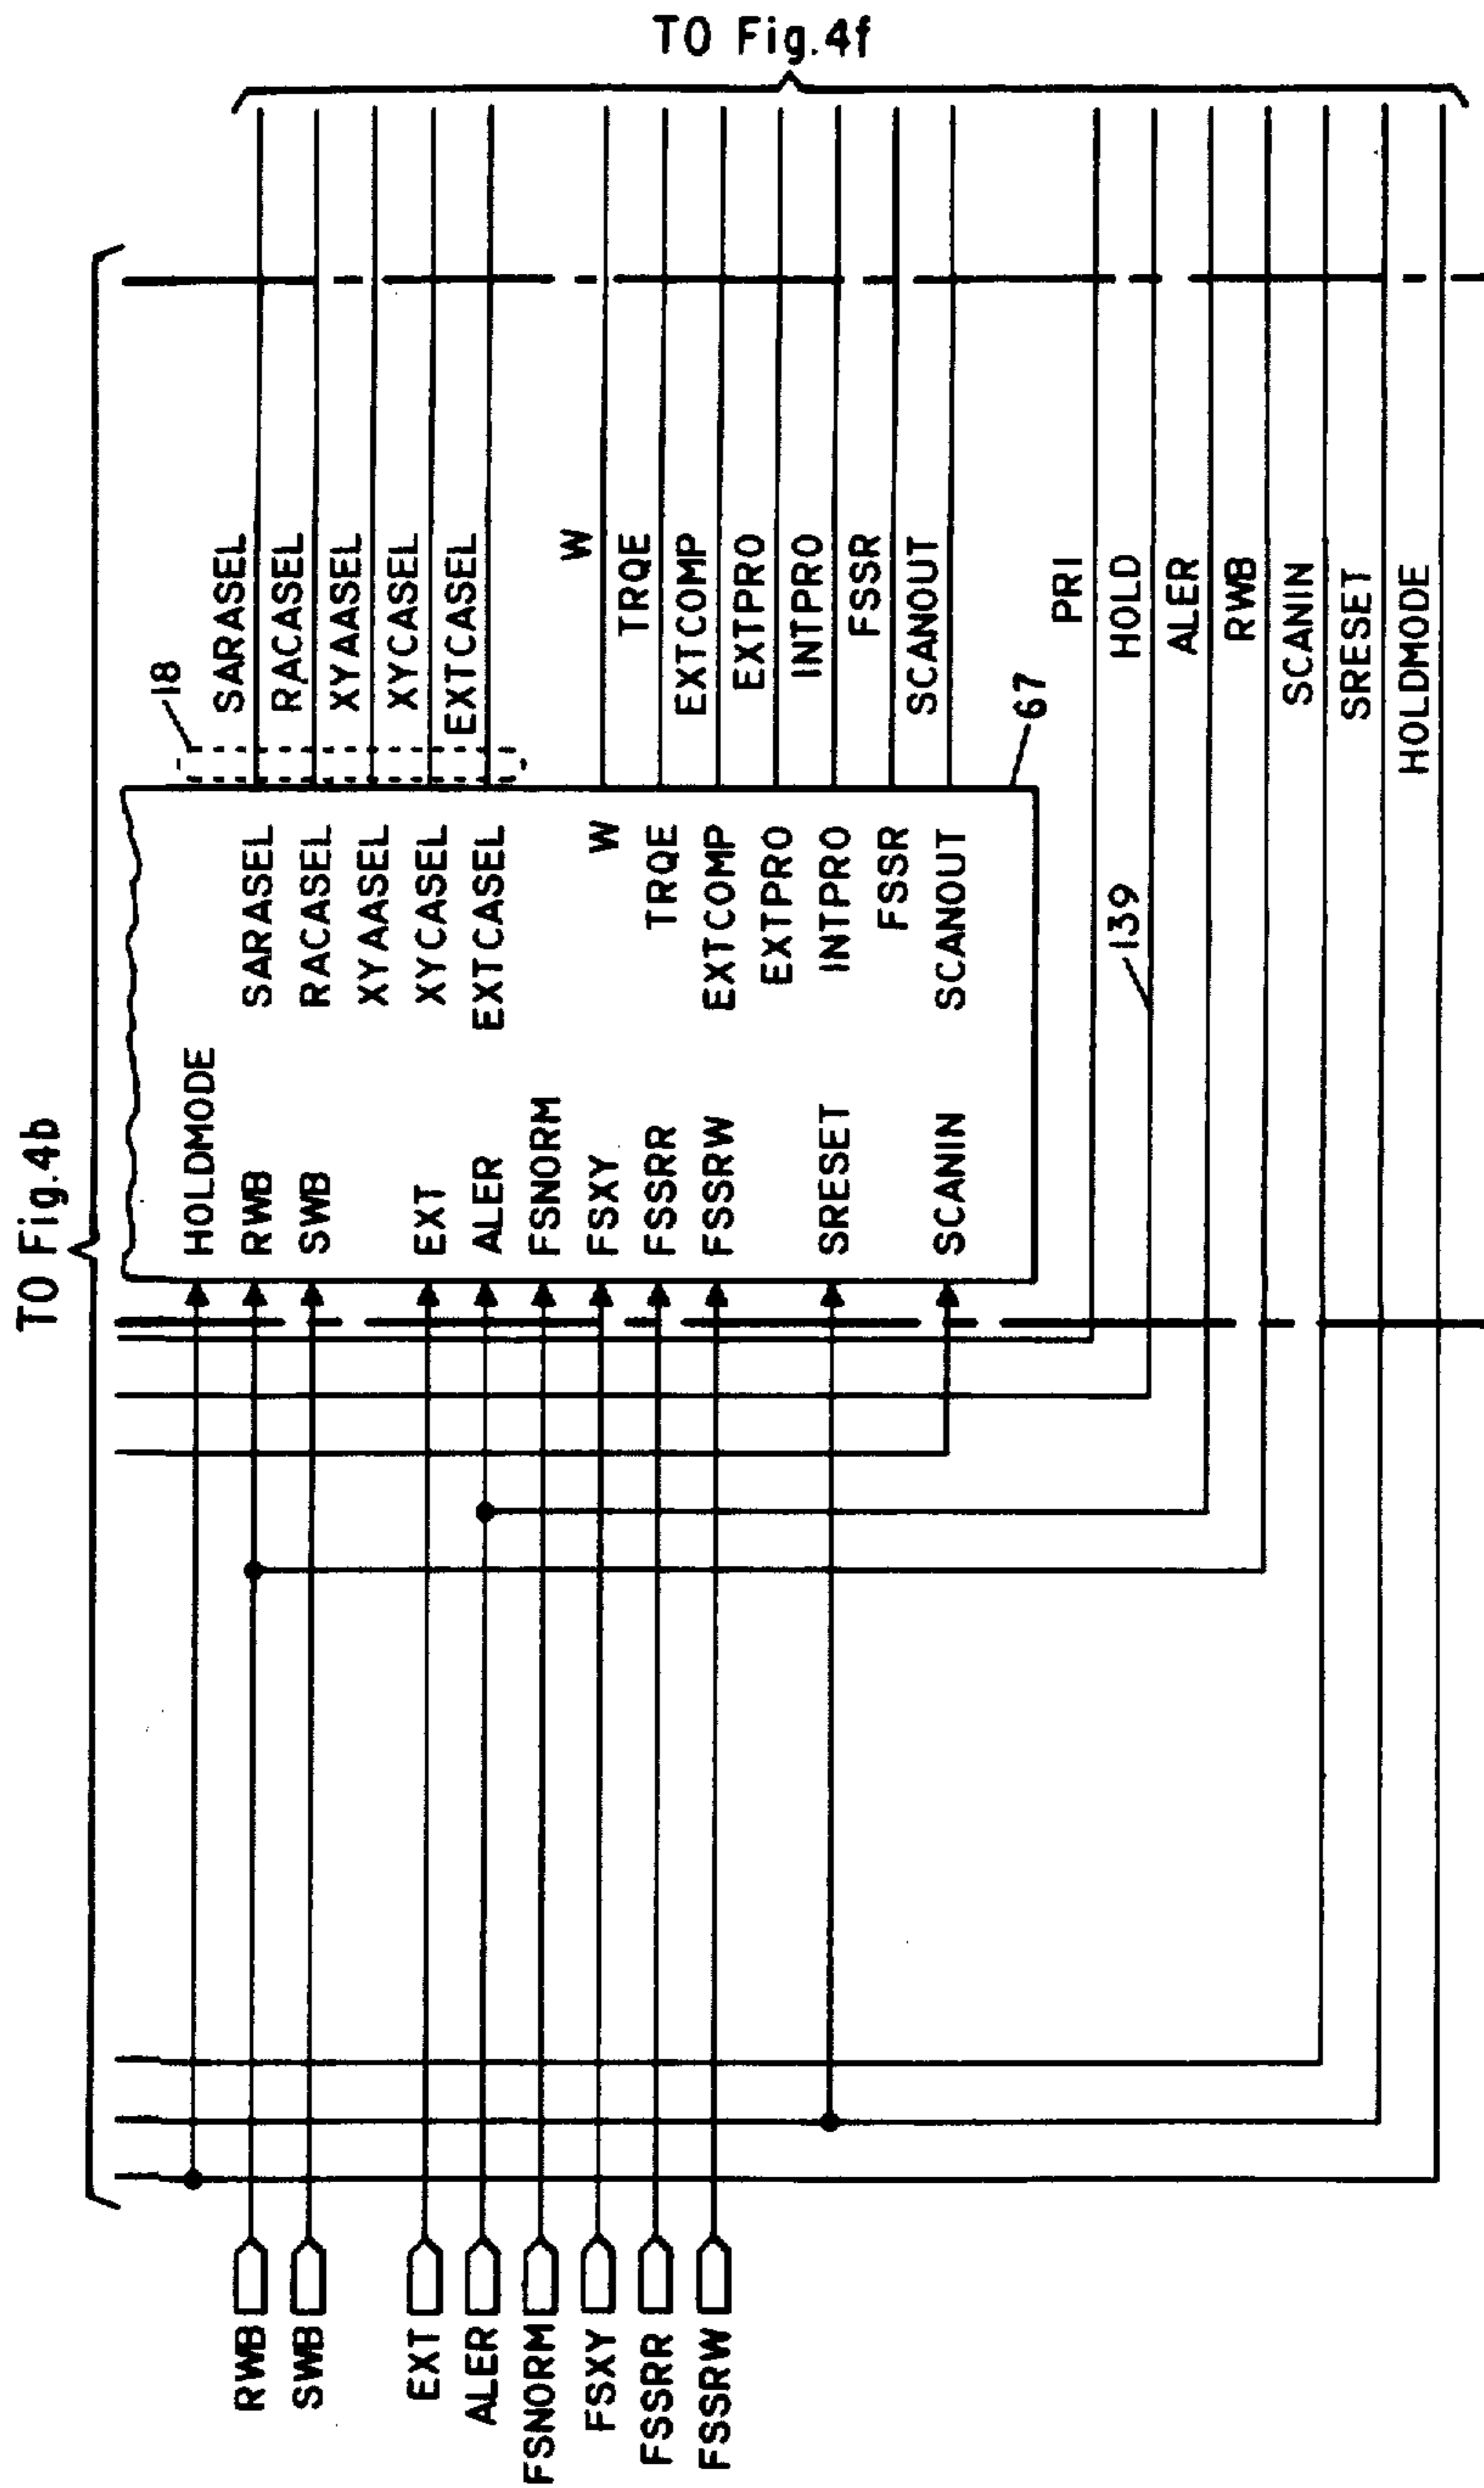 TO Fig.4b
TO Fig.4f
RWB
SWB
EXT
ALER
FSNORM
FSXY
FSSRR
FSSRW
HOLDMODE
RWB
SWB
EXT
ALER
FSNORM
FSXY
FSSRR
FSSRW
SRESET
SCANIN
SARASEL
RACASEL
XYAASEL
XYCASEL
EXTCASEL
W
TRQE
EXTCOMP
EXTPRO
INTPRO
FSSR
SCANOUT
18
SARASEL
RACASEL
XYAASEL
XYCASEL
EXTCASEL
W
TRQE
EXTCOMP
EXTPRO
INTPRO
FSSR
SCANOUT
67
139
PRI
HOLD
ALER
RWB
SCANIN
SRESET
HOLDMODE